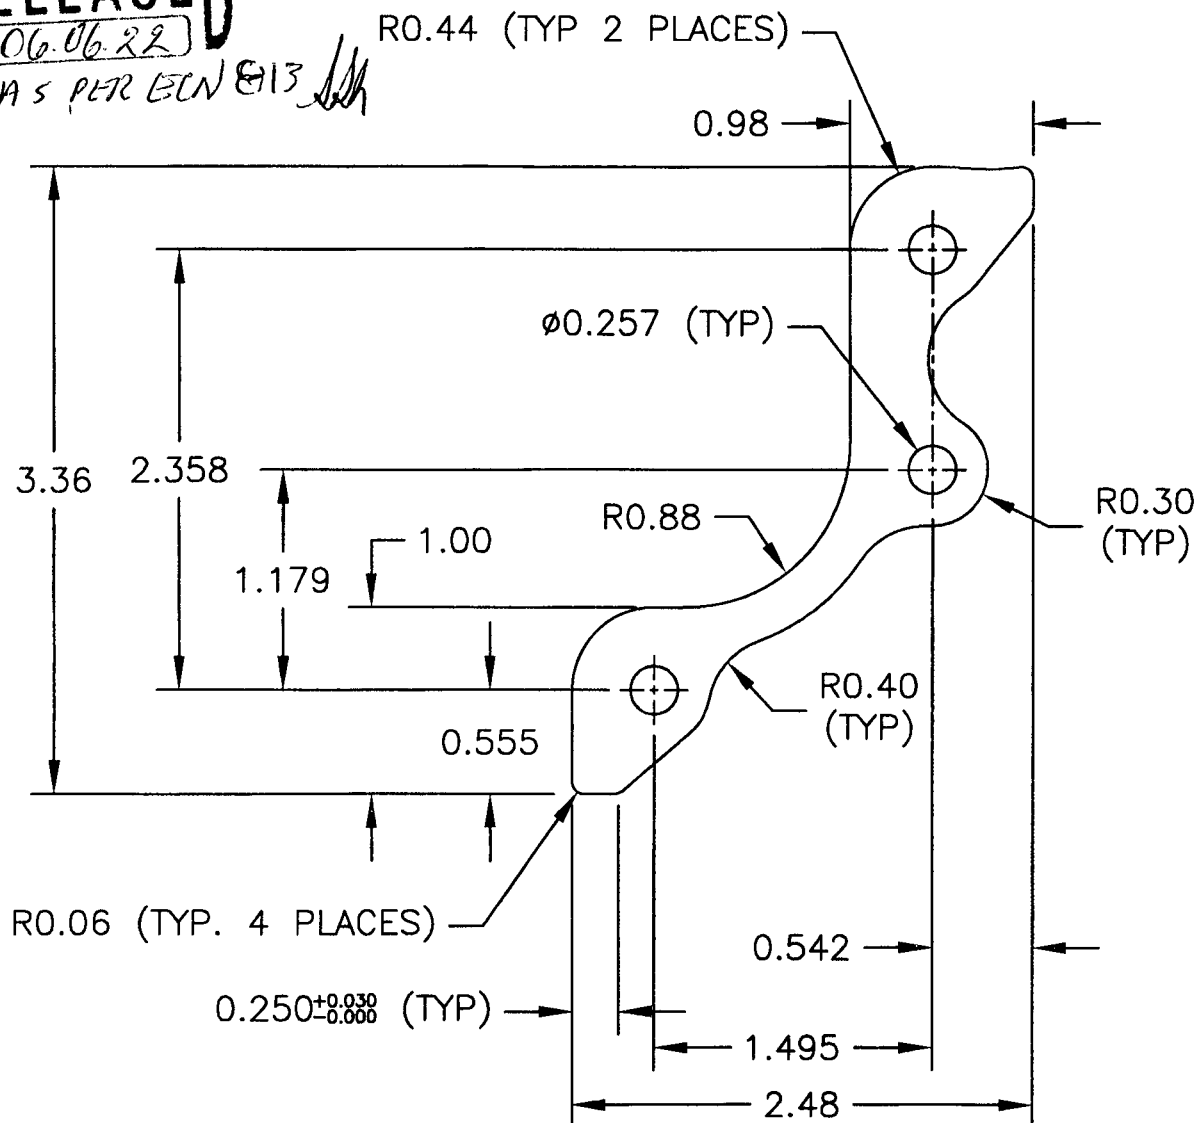 06.06.22
AS PER ECN
R0.44 (TYP 2 PLACES)
0.98
Ø0.257 (TYP)
3.36
2.358
R0.30
(TYP)
R0.88
1.00
1.179
R0.40
(TYP)
0.555
R0.06 (TYP. 4 PLACES)
0.542
0.250 +0.030 -0.000 (TYP)
1.495
2.48